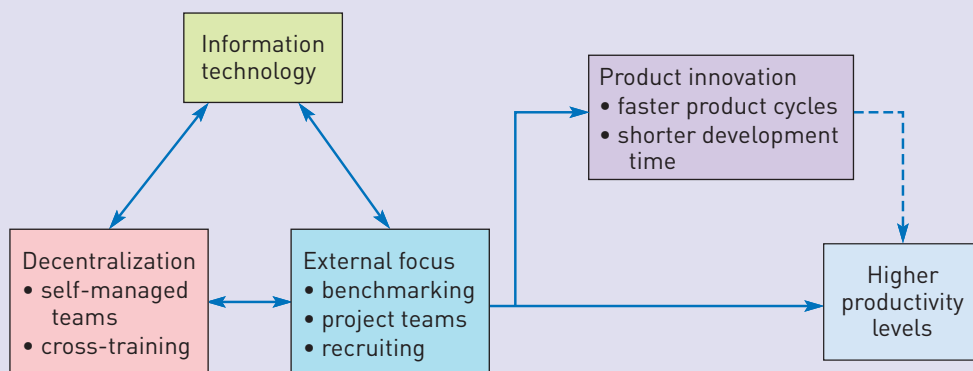 Information
technology
Product innovation
• faster product cycles
• shorter development
time
Decentralization
• self-managed
teams
• cross-training
External focus
• benchmarking
• project teams
• recruiting
Higher
productivity
levels